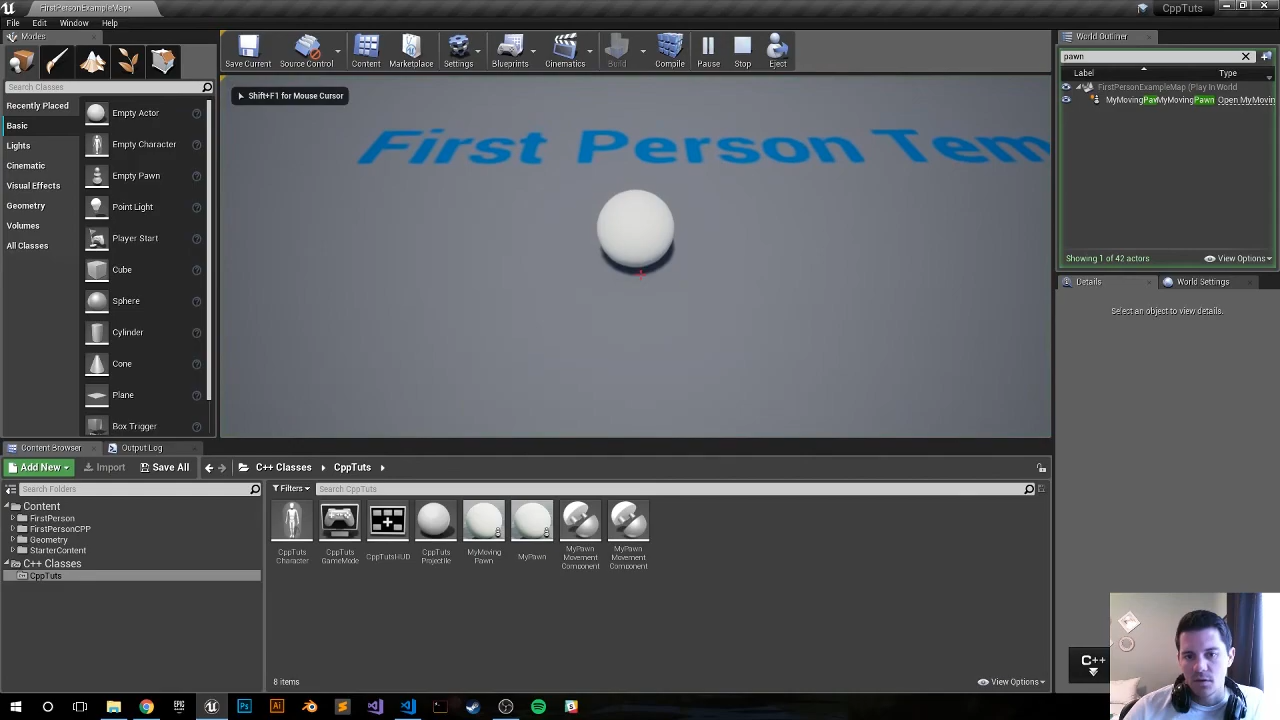 FirstPersonExampleMap*
CppTuts
File Edit Window Help
Modes
Search Classes
Recently Placed
Basic
Lights
Cinematic
Visual Effects
Geometry
Volumes
All Classes
Empty Actor
Empty Character
Empty Pawn
Point Light
Player Start
Cube
Sphere
Cylinder
Cone
Plane
Box Trigger
Save Current
Source Control
Content
Marketplace
Settings
Blueprints
Cinematics
Build
Compile
Pause
Stop
Eject
Shift+F1 for Mouse Cursor
First Person Tem
World Outliner
pawn
Label Type
FirstPersonExampleMap (Play In World
MyMovingPawMyMovingPawn Open MyMovin
Showing 1 of 42 actors
View Options
Details
World Settings
Select an object to view details.
Content Browser
Output Log
Add New
Import
Save All
C++ Classes
CppTuts
Search Folders
Content
FirstPerson
FirstPersonCPP
Geometry
StarterContent
C++ Classes
CppTuts
Filters
Search CppTuts
CppTuts
Character
CppTuts
GameMode
CppTutsHUD
CppTuts
Projectile
MyMoving
Pawn
MyPawn
MyPawn
Movement
Component
MyPawn
Movement
Component
8 items
View Options
C++